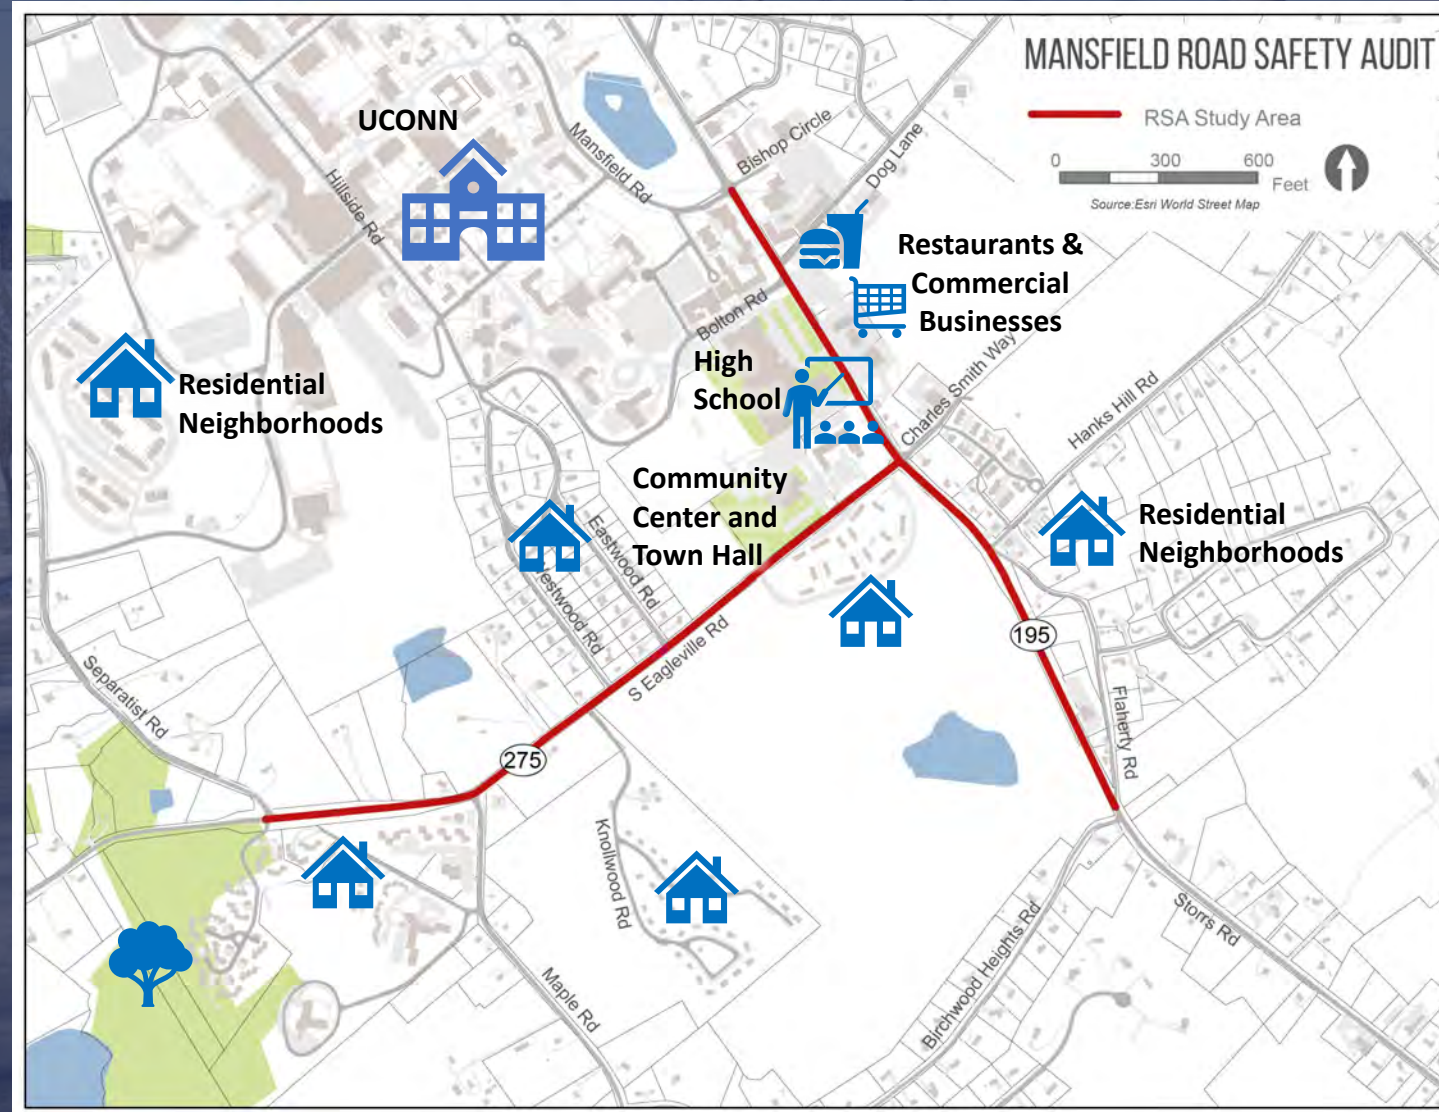 MANSFIELD ROAD SAFETY AUDIT
RSA Study Area
0 300 600
Feet
Source:Esri World Street Map
UCONN
Mansfield Rd
Bishop Circle
Dog Lane
Hillside Rd
Restaurants &
Commercial
Businesses
Bolton Rd
High
School
Charles Smith Way
Hanks Hill Rd
Residential
Neighborhoods
Community
Center and
Town Hall
Eastwood Rd
Westwood Rd
Residential
Neighborhoods
S Eagleville Rd
195
Separatist Rd
Flaherty Rd
275
Knollwood Rd
Storrs Rd
Birchwood Heights Rd
Maple Rd